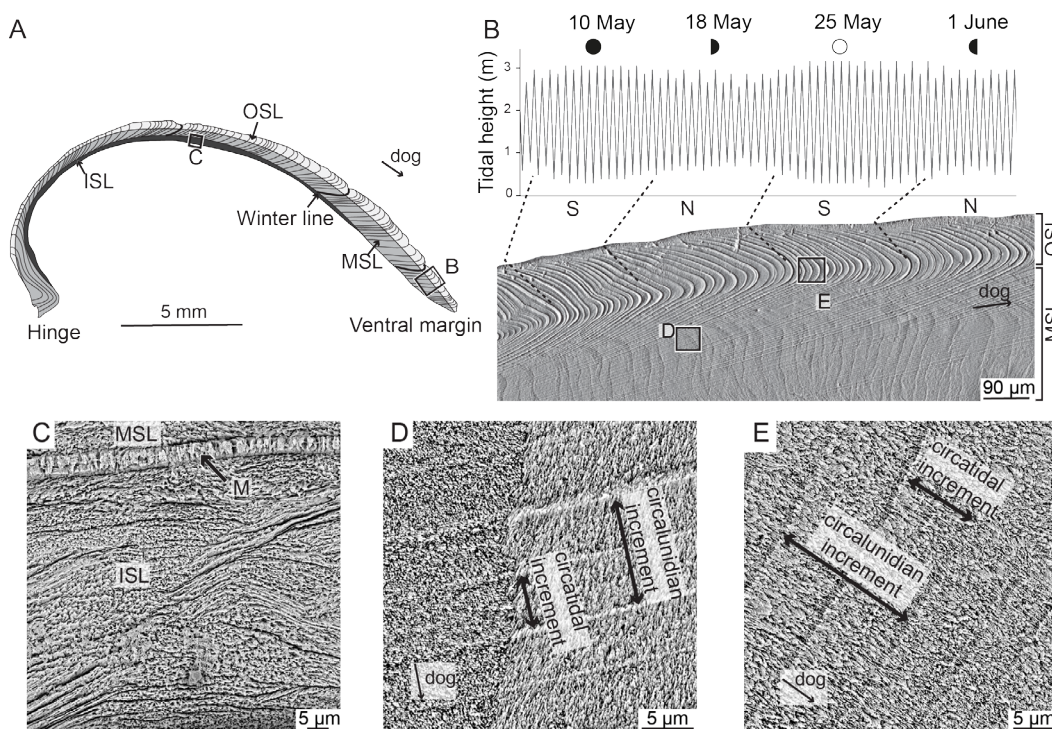 A
OSL
C
ISL
dog
Winter line
MSL
B
Hinge
5 mm
Ventral margin
B
10 May
18 May
25 May
1 June
Tidal height (m)
3
2
1
0
S
N
S
N
OSL
E
dog
D
MSL
90 µm
C
MSL
M
ISL
5 µm
D
circatidal
increment
circalunidian
increment
dog
5 µm
E
circatidal
increment
circalunidian
increment
dog
5 µm